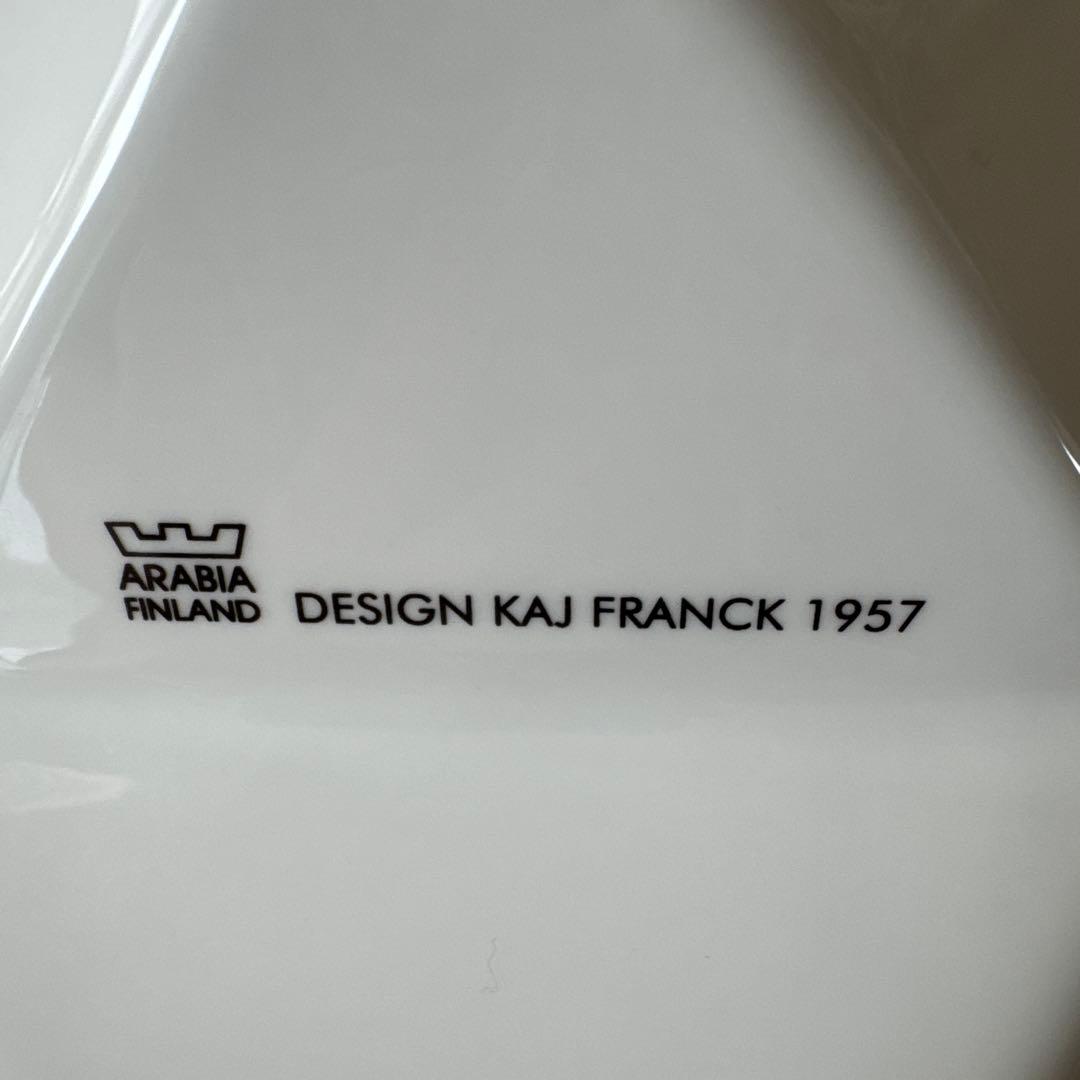 ARABIA
FINLAND
DESIGN KAJ FRANCK 1957